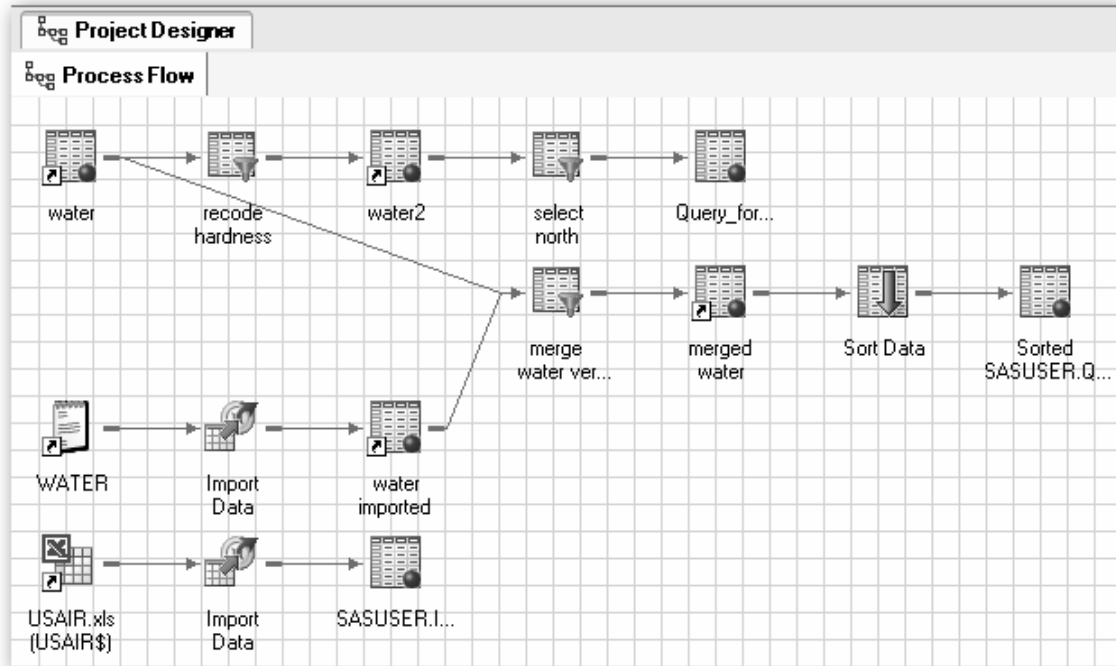 Project Designer
Process Flow
water
recode
hardness
water2
select
north
Query_for...
merge
water ver...
merged
water
Sort Data
Sorted
SASUSER.Q...
WATER
Import
Data
water
imported
USAIR.xls
(USAIR$)
Import
Data
SASUSER.I...